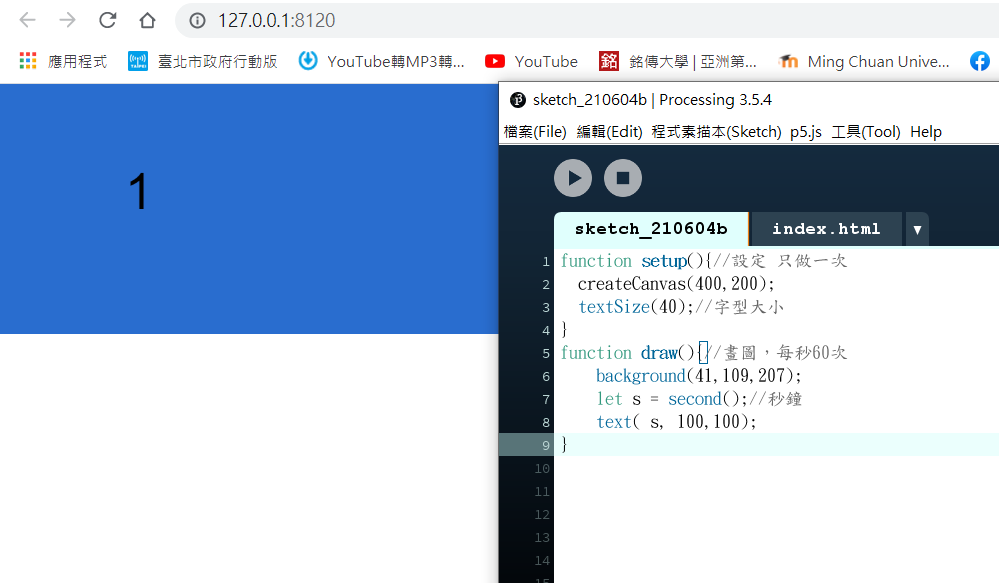 127.0.0.1:8120
應用程式 臺北市政府行動版 YouTube轉MP3轉... YouTube 銘 銘傳大學 | 亞洲第... Ming Chuan Unive...
1
sketch_210604b | Processing 3.5.4
檔案(File) 編輯(Edit) 程式素描本(Sketch) p5.js 工具(Tool) Help
sketch_210604b index.html
1 function setup(){//設定 只做一次
2 createCanvas(400,200);
3 textSize(40);//字型大小
4 }
5 function draw(){//畫圖，每秒60次
6 background(41,109,207);
7 let s = second();//秒鐘
8 text( s, 100,100);
9 }
10
11
12
13
14
15